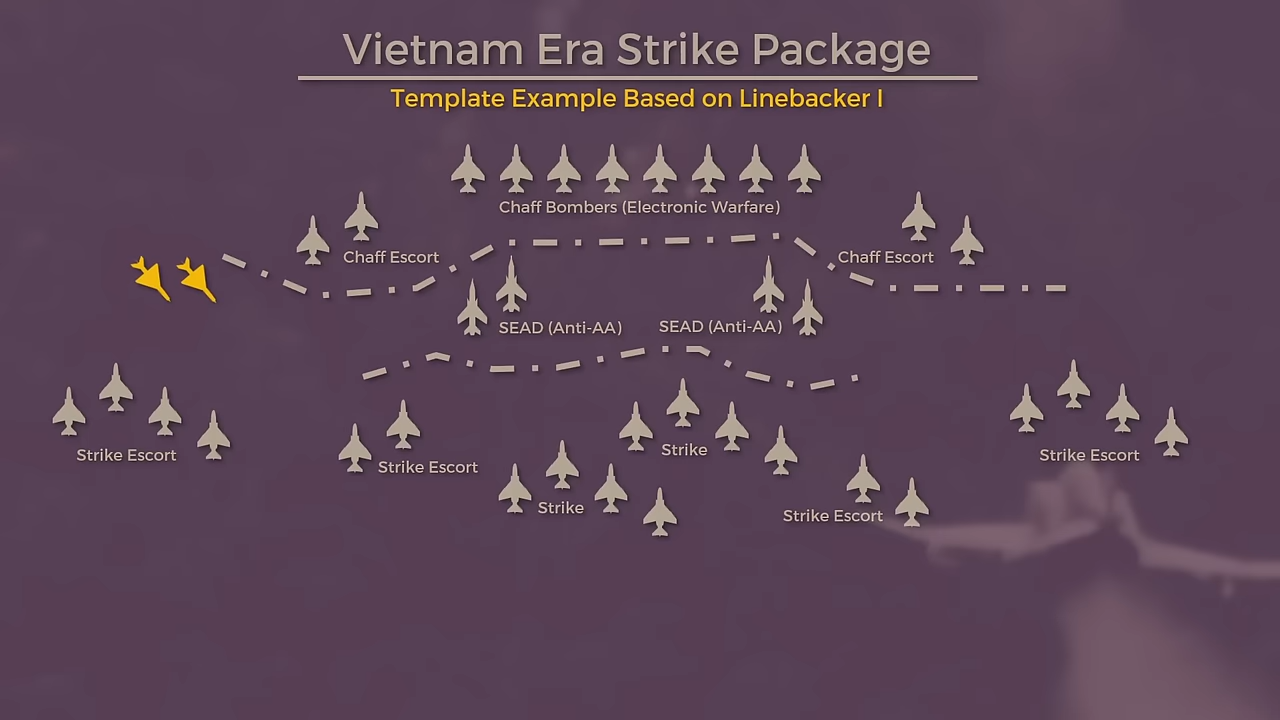 Vietnam Era Strike Package
Template Example Based on Linebacker I
Chaff Bombers (Electronic Warfare)
Chaff Escort
Chaff Escort
SEAD (Anti-AA)
SEAD (Anti-AA)
Strike Escort
Strike Escort
Strike
Strike Escort
Strike
Strike Escort